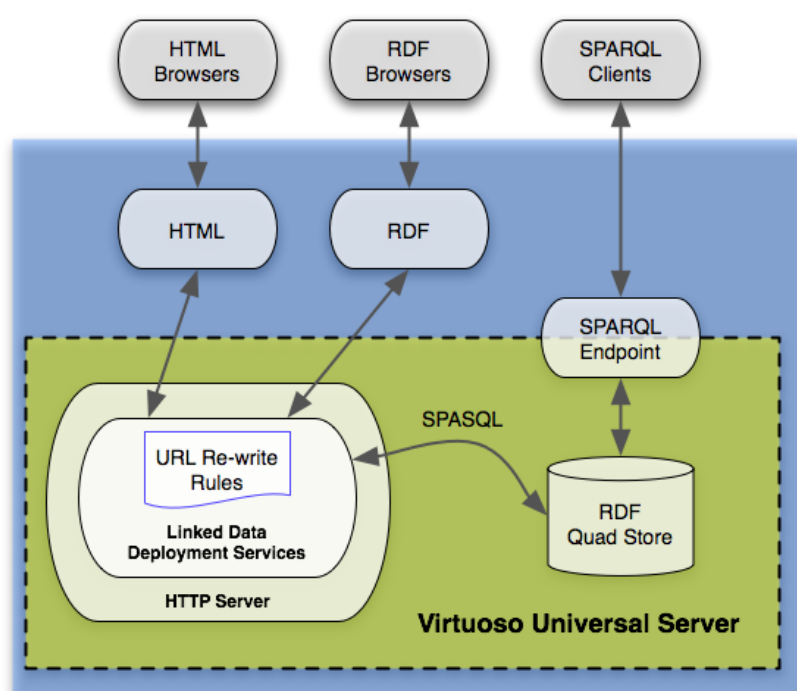 HTML
Browsers
RDF
Browsers
SPARQL
Clients
HTML
RDF
SPARQL
Endpoint
SPASQL
URL Re-write
Rules
Linked Data
Deployment Services
HTTP Server
RDF
Quad Store
Virtuoso Universal Server